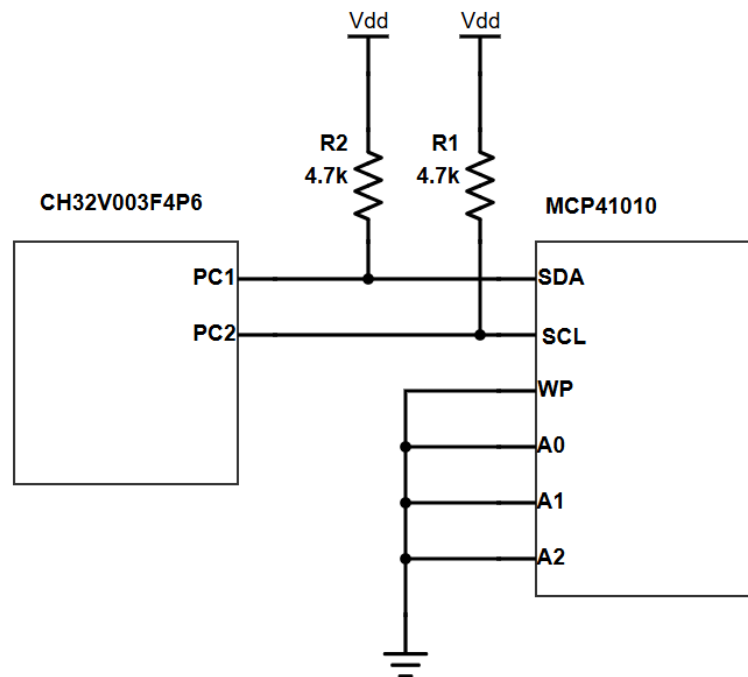 Vdd
Vdd
R2
4.7k
R1
4.7k
CH32V003F4P6
MCP41010
PC1
SDA
PC2
SCL
WP
A0
A1
A2